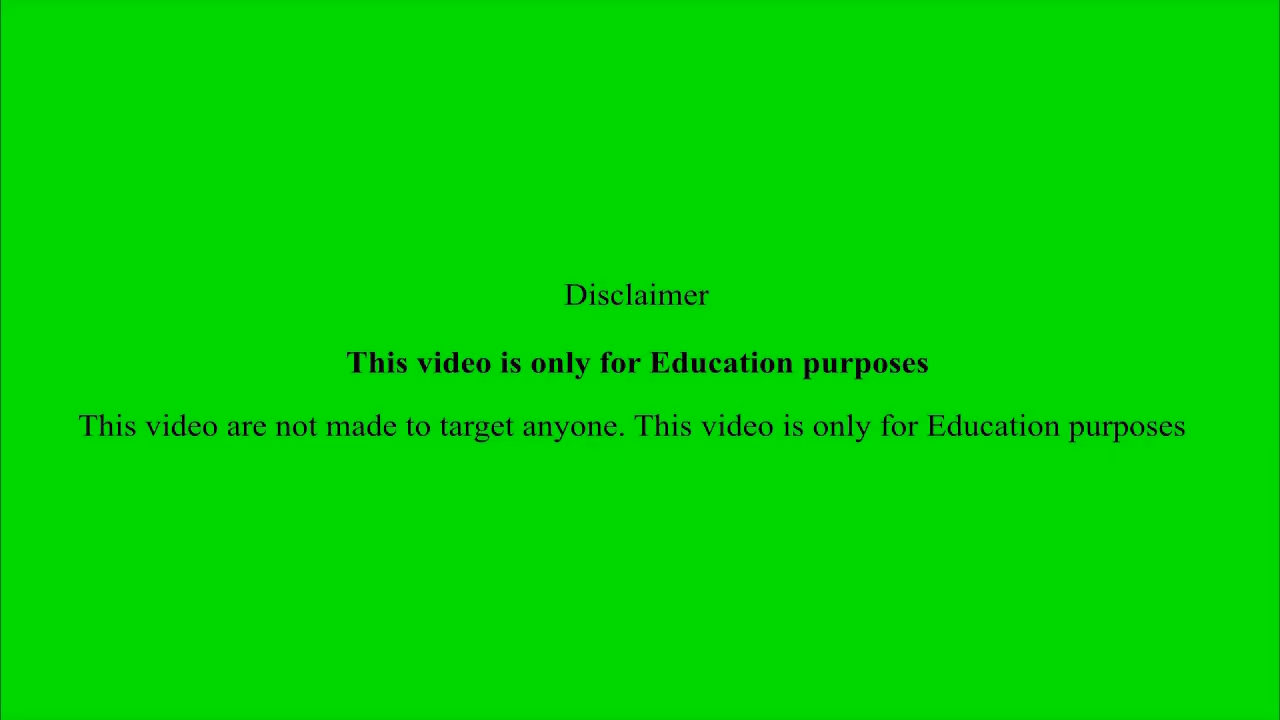 Disclaimer
This video is only for Education purposes
This video are not made to target anyone. This video is only for Education purposes